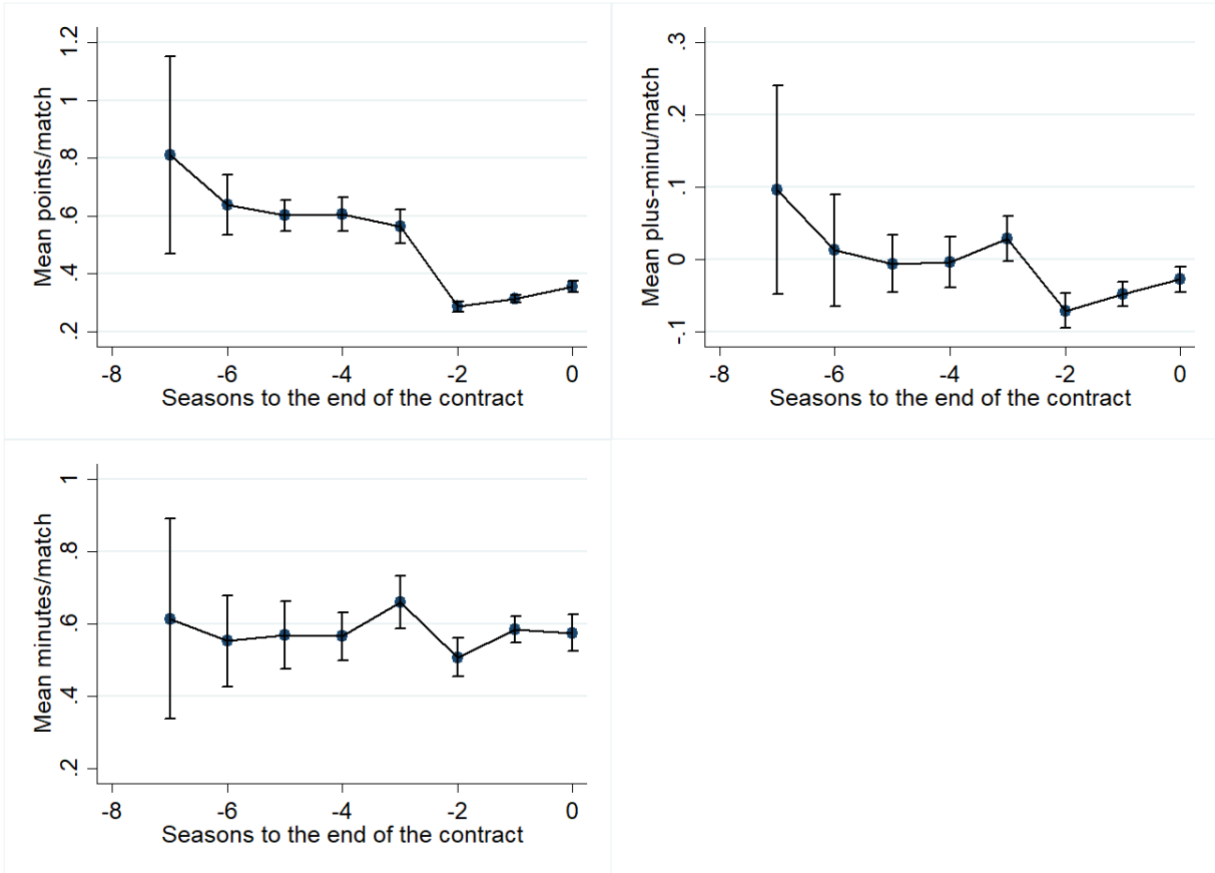 Mean points/match
1.2
1
.8
.6
.4
.2
-8 -6 -4 -2 0
Seasons to the end of the contract
Mean plus-minu/match
.3
.2
.1
0
-.1
-8 -6 -4 -2 0
Seasons to the end of the contract
Mean minutes/match
1
.8
.6
.4
.2
-8 -6 -4 -2 0
Seasons to the end of the contract